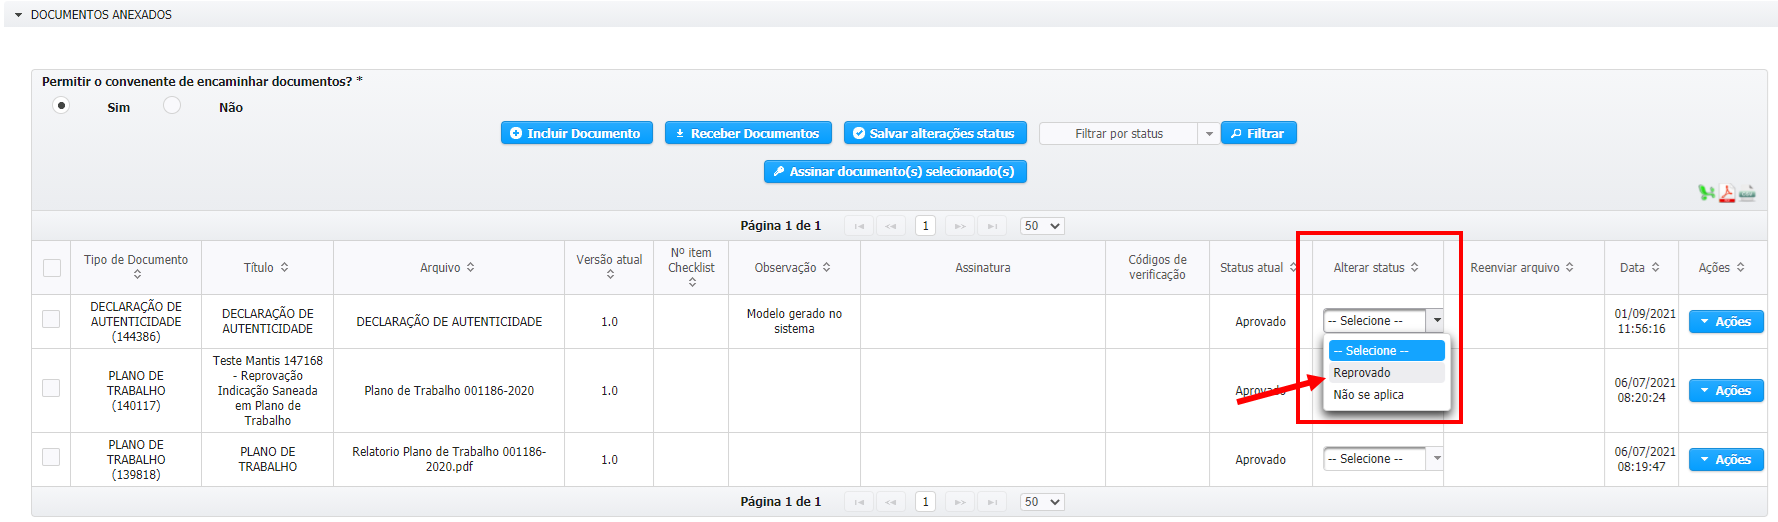 DOCUMENTOS ANEXADOS
Permitir o convenente de encaminhar documentos? *
Sim Não
Incluir Documento Receber Documentos Salvar alterações status Filtrar por status Filtrar
Assinar documento(s) selecionado(s)
Página 1 de 1 1 50
Tipo de Documento Título Arquivo Versão atual Nº item Checklist Observação Assinatura Códigos de verificação Status atual Alterar status Reenviar arquivo Data Ações
DECLARAÇÃO DE
AUTENTICIDADE
(144386)
DECLARAÇÃO DE
AUTENTICIDADE
DECLARAÇÃO DE AUTENTICIDADE
1.0
Modelo gerado no
sistema
Aprovado
-- Selecione --
01/09/2021
11:56:16
Ações
-- Selecione --
Reprovado
Não se aplica
PLANO DE
TRABALHO
(140117)
Teste Mantis 147168
- Reprovação
Indicação Saneada
em Plano de
Trabalho
Plano de Trabalho 001186-2020
1.0
Aprovado
06/07/2021
08:20:24
Ações
PLANO DE
TRABALHO
(139818)
PLANO DE
TRABALHO
Relatorio Plano de Trabalho 001186-
2020.pdf
1.0
Aprovado
-- Selecione --
06/07/2021
08:19:47
Ações
Página 1 de 1 1 50